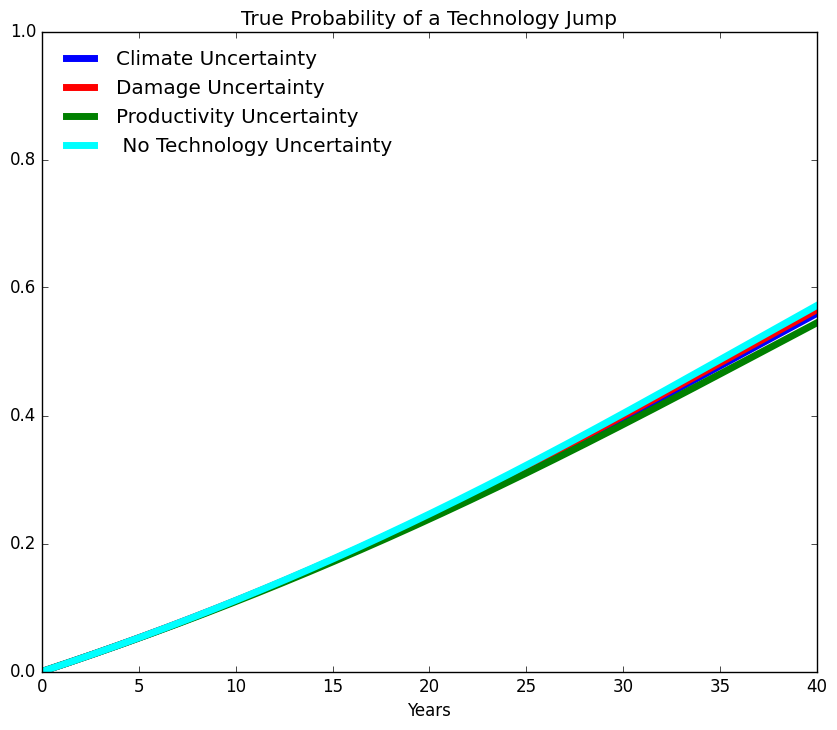 True Probability of a Technology Jump
1.0
Climate Uncertainty
Damage Uncertainty
Productivity Uncertainty
No Technology Uncertainty
0.8
0.6
0.4
0.2
0.0
0 5 10 15 20 25 30 35 40
Years